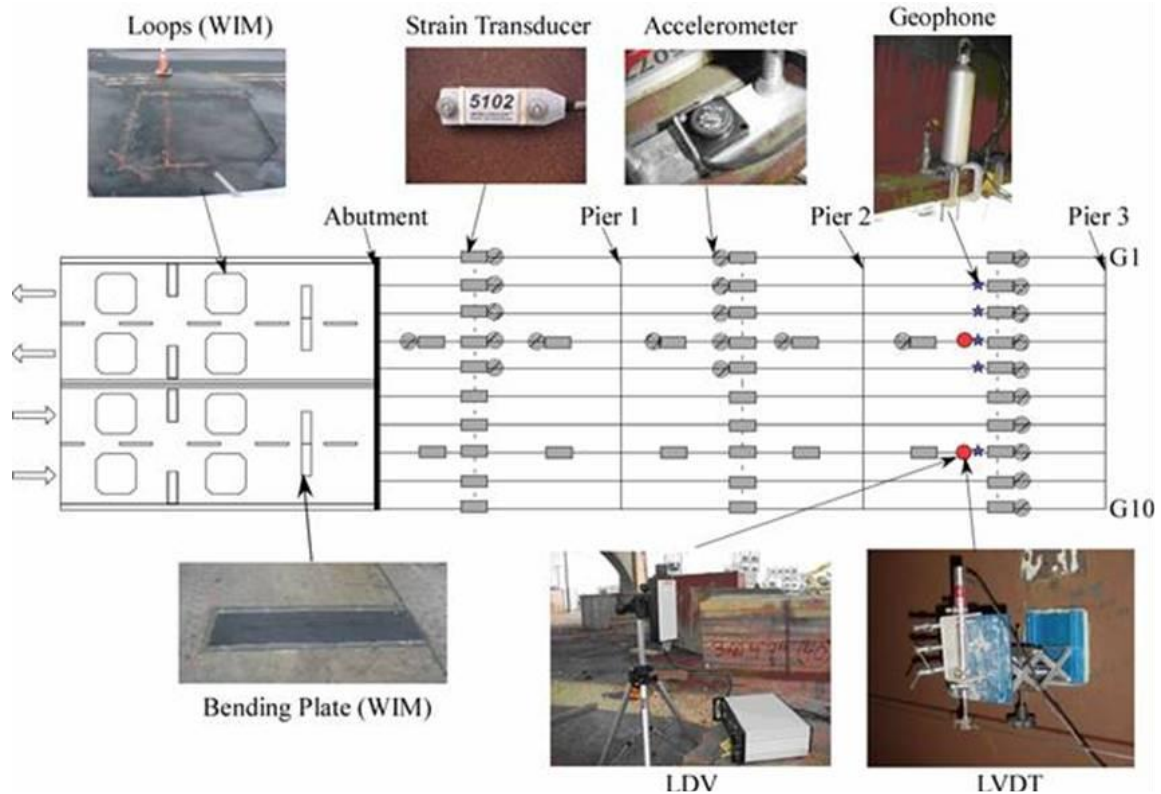 Loops (WIM)
Strain Transducer
Accelerometer
Geophone
5102
Abutment
Pier 1
Pier 2
Pier 3
G1
G10
Bending Plate (WIM)
LDV
LVDT